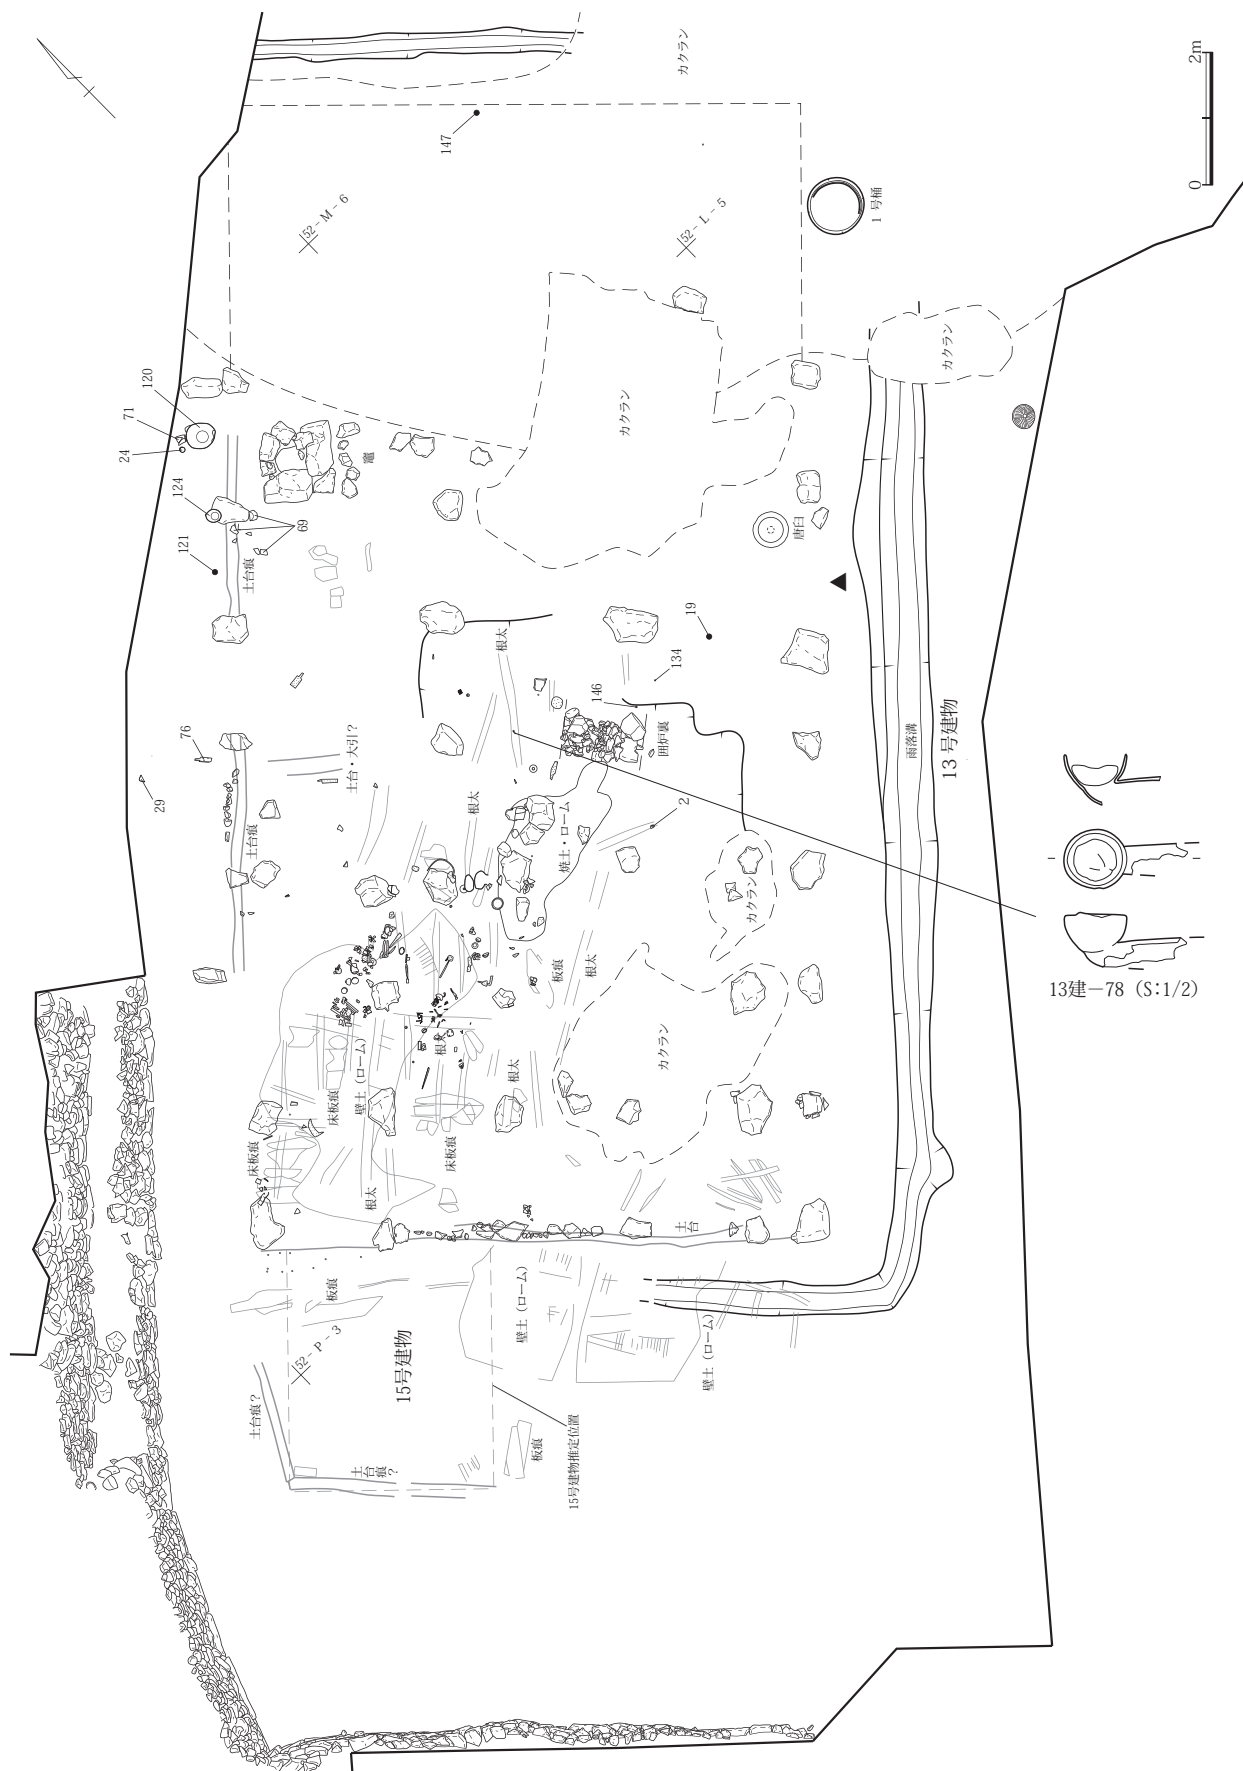 カクラン
2m
0
147
52-M-6
52-L-5
1号桶
カクラン
カクラン
120
71
24
竈
124
69
唐臼
121
土台痕
根太
19
134
146
囲炉裏
76
土台・大引?
雨落溝
13号建物
29
土台痕
根太
焼土・ローム
2
カクラン
板痕
根太
13建-78(S:1/2)
根太
壁土(ローム)
床板痕
根太
カクラン
床板痕
床板痕
根太
土台
板痕
壁土(ローム)
壁土(ローム)
52-P-3
15号建物
土台痕?
土台痕?
板痕
15号建物推定位置